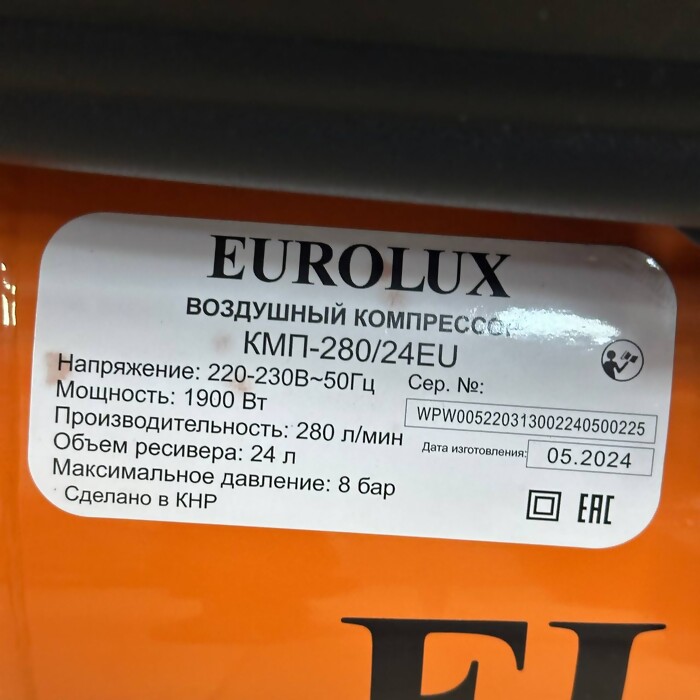 EUROLUX
ВОЗДУШНЫЙ КОМПРЕССОР
КМП-280/24EU
Напряжение: 220-230В~50Гц
Мощность: 1900 Вт
Производительность: 280 л/мин
Объем ресивера: 24 л
Максимальное давление: 8 бар
Сделано в КНР
Сер. №:
WPW005220313002240500225
Дата изготовления: 05.2024
EAC